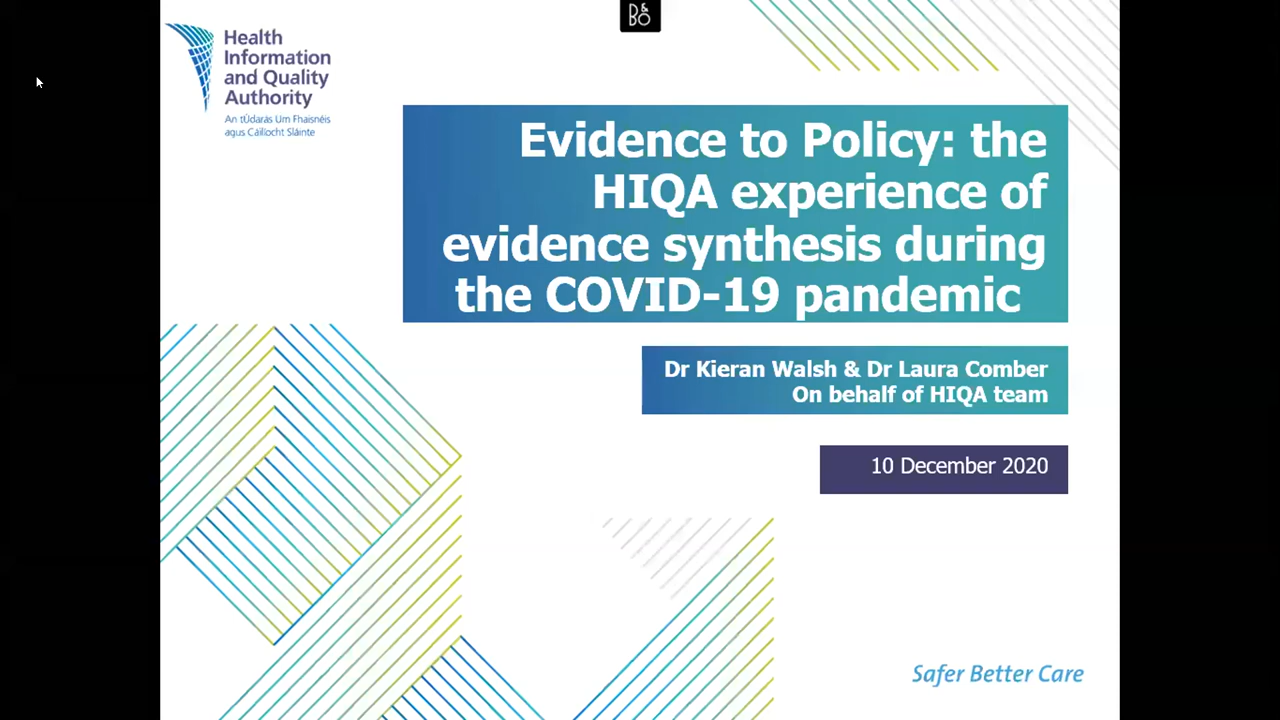 D&
BO
Health
Information
and Quality
Authority
An tÚdarás Um Fhaisnéis
agus Cáilíocht Sláinte
Evidence to Policy: the
HIQA experience of
evidence synthesis during
the COVID-19 pandemic
Dr Kieran Walsh & Dr Laura Comber
On behalf of HIQA team
10 December 2020
Safer Better Care